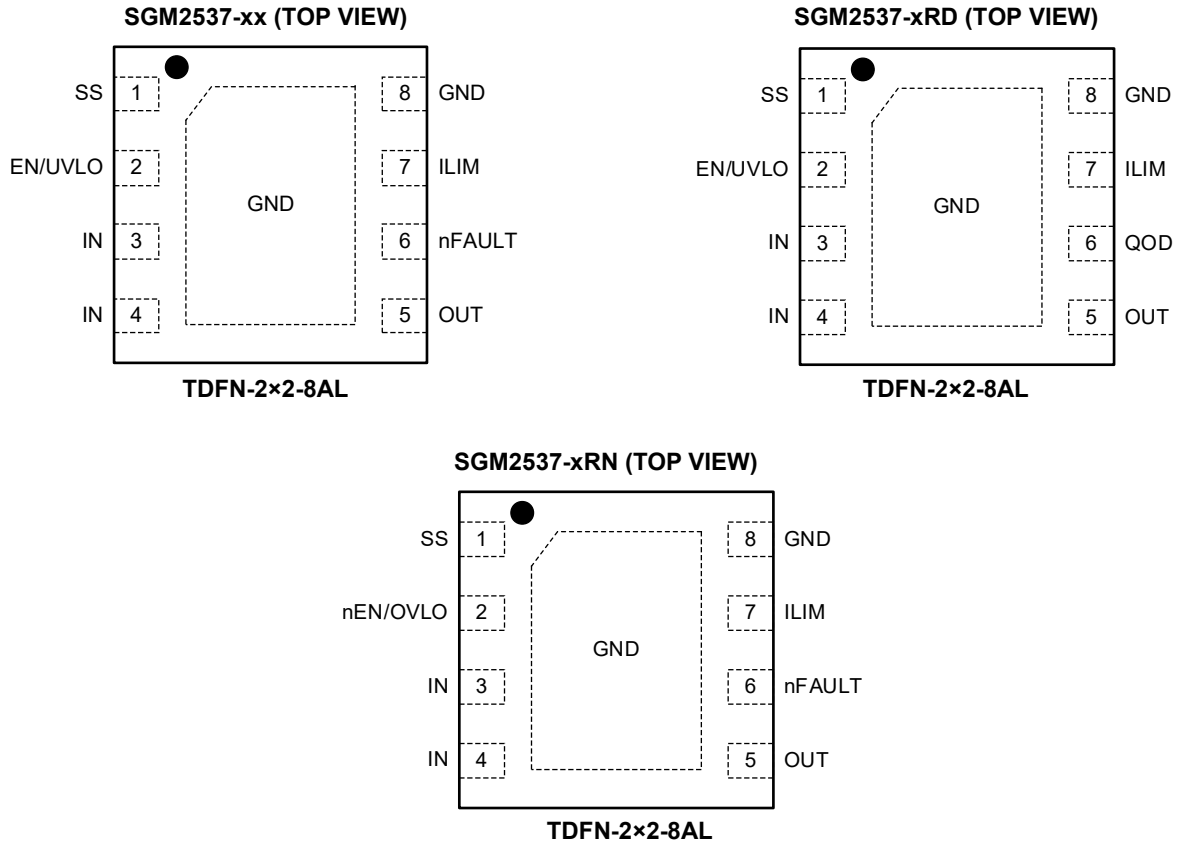 SGM2537-xx (TOP VIEW)
SS 1 8 GND
EN/UVLO 2 7 ILIM
GND
IN 3 6 nFAULT
IN 4 5 OUT
TDFN-2×2-8AL
SGM2537-xRD (TOP VIEW)
SS 1 8 GND
EN/UVLO 2 7 ILIM
GND
IN 3 6 QOD
IN 4 5 OUT
TDFN-2×2-8AL
SGM2537-xRN (TOP VIEW)
SS 1 8 GND
nEN/OVLO 2 7 ILIM
GND
IN 3 6 nFAULT
IN 4 5 OUT
TDFN-2×2-8AL